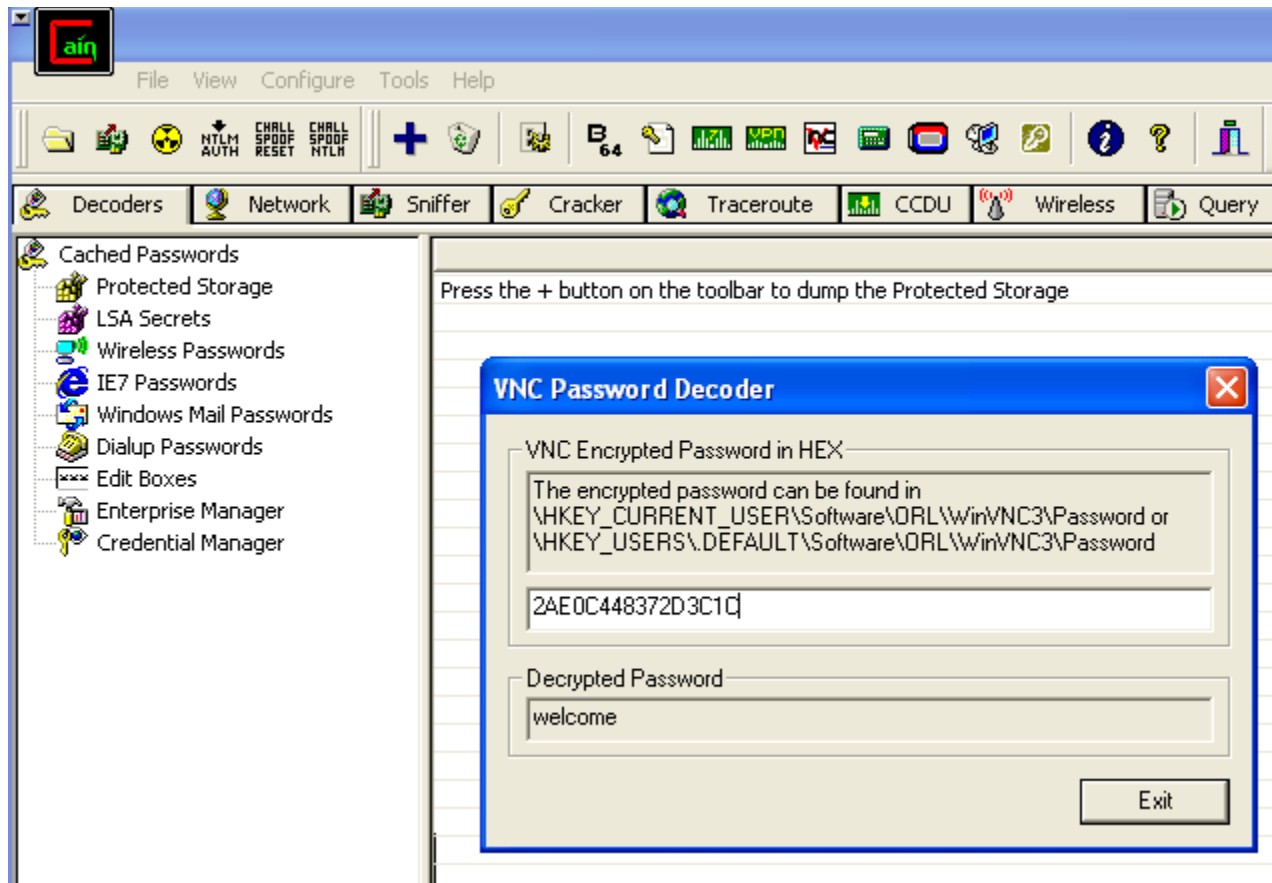 Cain
File View Configure Tools Help
NTLM AUTH CHALL SPOOF RESET CHALL SPOOF NTLM B64 VPN
Decoders Network Sniffer Cracker Traceroute CCDU Wireless Query
Cached Passwords
Protected Storage
LSA Secrets
Wireless Passwords
IE7 Passwords
Windows Mail Passwords
Dialup Passwords
Edit Boxes
Enterprise Manager
Credential Manager
Press the + button on the toolbar to dump the Protected Storage
VNC Password Decoder
VNC Encrypted Password in HEX
The encrypted password can be found in
\HKEY_CURRENT_USER\Software\ORL\WinVNC3\Password or
\HKEY_USERS\.DEFAULT\Software\ORL\WinVNC3\Password
2AE0C448372D3C1C
Decrypted Password
welcome
Exit